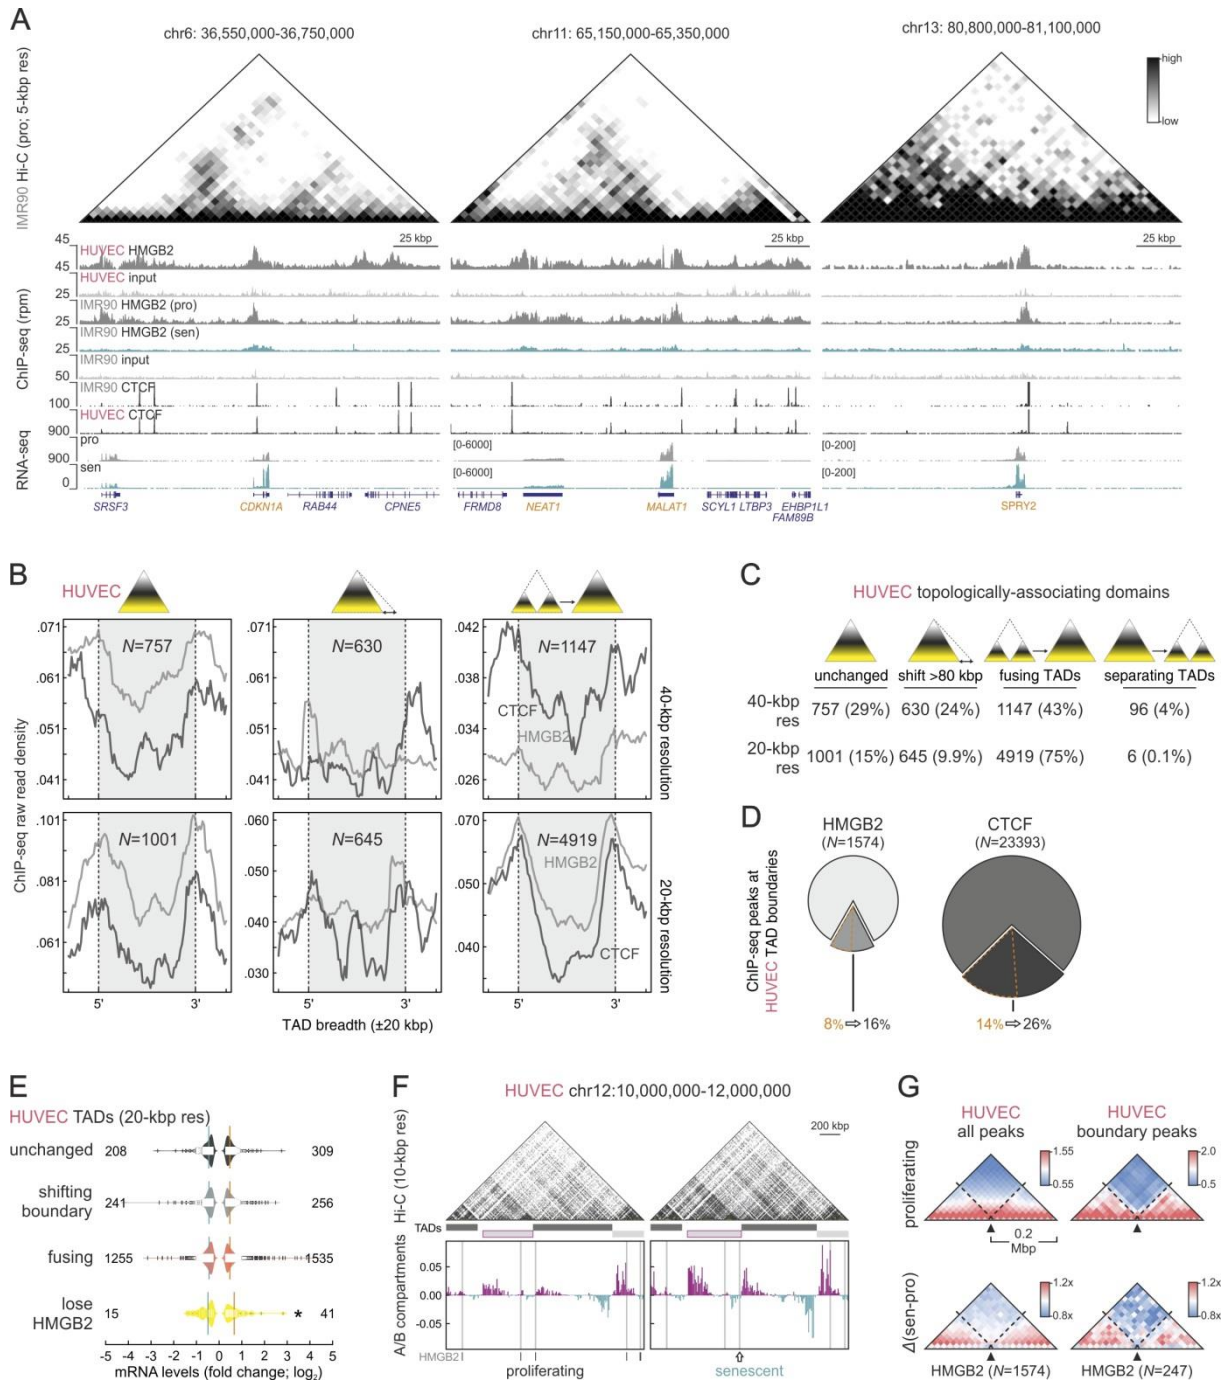 A
chr6: 36,550,000-36,750,000
chr11: 65,150,000-65,350,000
chr13: 80,800,000-81,100,000
IMR90 Hi-C (pro; 5-kbp res)
high
low
25 kbp
25 kbp
25 kbp
ChIP-seq (rpm)
45
HUVEC HMGB2
45
HUVEC input
25
IMR90 HMGB2 (pro)
25
IMR90 HMGB2 (sen)
25
IMR90 input
50
IMR90 CTCF
100
HUVEC CTCF
RNA-seq
900
pro
[0-6000]
[0-200]
900
sen
[0-6000]
[0-200]
0
SRSF3
CDKN1A
RAB44
CPNE5
FRMD8
NEAT1
MALAT1
SCYL1 LTBP3
EHBP1L1
FAM89B
SPRY2
B
HUVEC
ChIP-seq raw read density
.071
.061
.051
.041
N=757
.071
.061
.051
.041
N=630
.042
.036
.031
.026
N=1147
CTCF
HMGB2
40-kbp resolution
.101
.081
.061
N=1001
.060
.050
.040
.030
N=645
.070
.050
.040
N=4919
HMGB2
CTCF
20-kbp resolution
5' 3'
5' 3'
5' 3'
TAD breadth (±20 kbp)
C
HUVEC topologically-associating domains
unchanged shift >80 kbp fusing TADs separating TADs
40-kbp res 757 (29%) 630 (24%) 1147 (43%) 96 (4%)
20-kbp res 1001 (15%) 645 (9.9%) 4919 (75%) 6 (0.1%)
D
ChIP-seq peaks at
HUVEC TAD boundaries
HMGB2
(N=1574)
CTCF
(N=23393)
8% ⇨ 16%
14% ⇨ 26%
E
HUVEC TADs (20-kbp res)
unchanged 208 309
shifting
boundary 241 256
fusing 1255 1535
lose
HMGB2 15 * 41
-5 -4 -3 -2 -1 0 1 2 3 4 5
mRNA levels (fold change; log2)
F
HUVEC chr12:10,000,000-12,000,000
Hi-C (10-kbp res)
200 kbp
TADs
A/B compartments
0.05
0.00
-0.05
HMGB2
proliferating
senescent
G
HUVEC
all peaks
HUVEC
boundary peaks
proliferating
1.55
0.55
2.0
0.5
0.2
Mbp
Δ(sen-pro)
1.2x
0.8x
1.2x
0.8x
HMGB2 (N=1574)
HMGB2 (N=247)